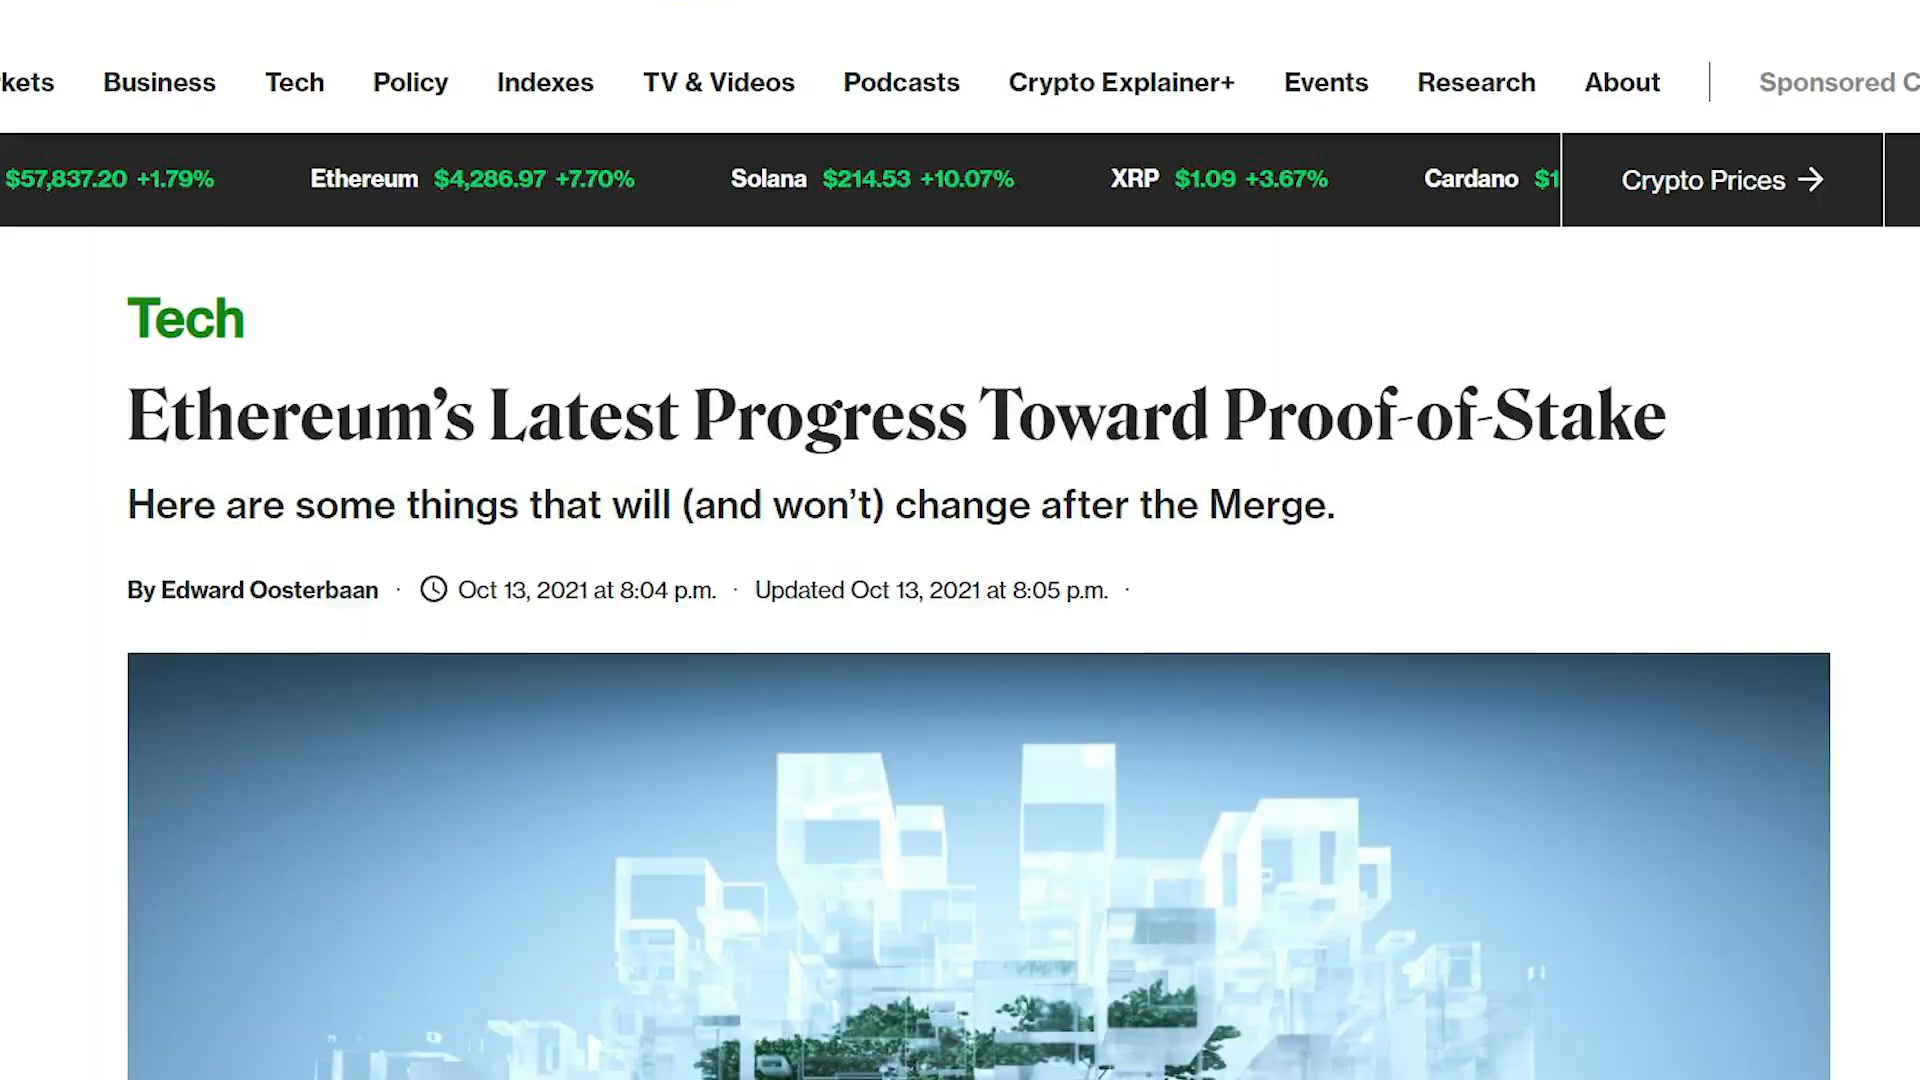 kets Business Tech Policy Indexes TV & Videos Podcasts Crypto Explainer+ Events Research About Sponsored C
$57,837.20 +1.79% Ethereum $4,286.97 +7.70% Solana $214.53 +10.07% XRP $1.09 +3.67% Cardano $1 Crypto Prices →
Tech
Ethereum’s Latest Progress Toward Proof-of-Stake
Here are some things that will (and won’t) change after the Merge.
By Edward Oosterbaan · Oct 13, 2021 at 8:04 p.m. · Updated Oct 13, 2021 at 8:05 p.m. ·